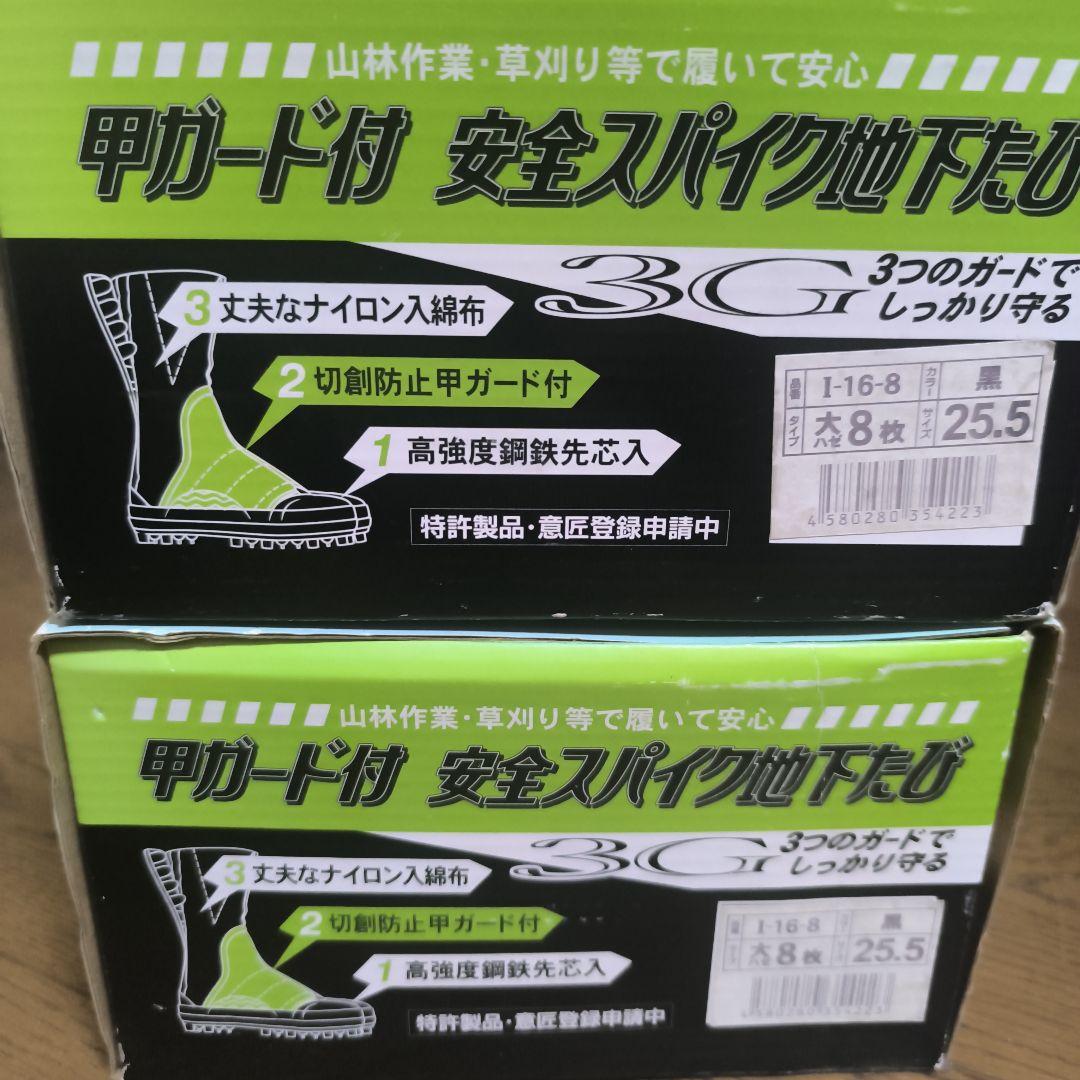 山林作業・草刈り等で履いて安心
甲ガード付 安全スパイク地下たび
3G 3つのガードで
しっかり守る
3 丈夫なナイロン入綿布
2 切創防止甲ガード付
1 高強度鋼鉄先芯入
特許製品・意匠登録申請中
品番 I-16-8 カラー 黒
タイプ 大ハゼ 8枚 サイズ 25.5
4 580280 354223
山林作業・草刈り等で履いて安心
甲ガード付 安全スパイク地下たび
3G 3つのガードで
しっかり守る
3 丈夫なナイロン入綿布
2 切創防止甲ガード付
1 高強度鋼鉄先芯入
特許製品・意匠登録申請中
I-16-8 黒
大ハゼ 8枚 25.5
4 580280 354223